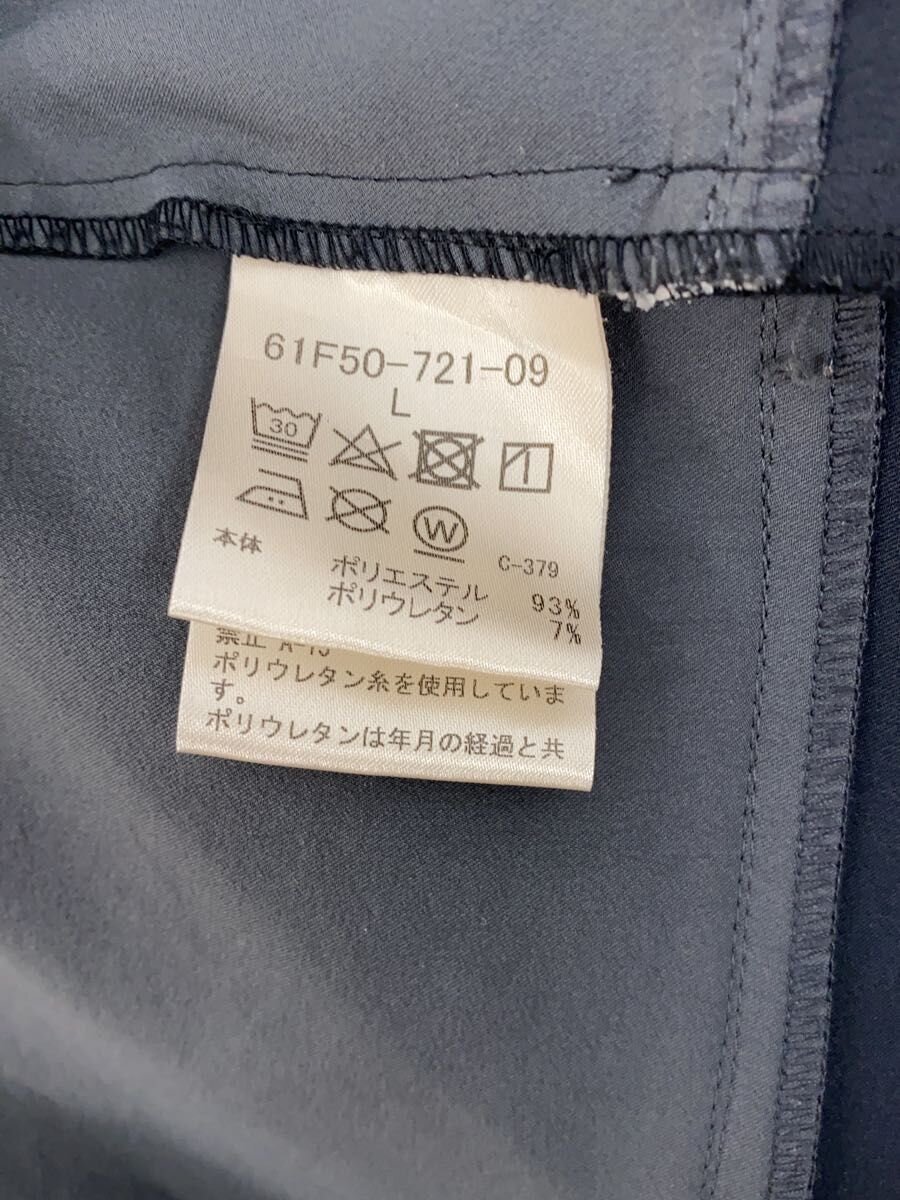 61F50-721-09
L
30
W
本体
C-379
ポリエステル 93%
ポリウレタン 7%
ポリウレタン糸を使用していま
す。
ポリウレタンは年月の経過と共